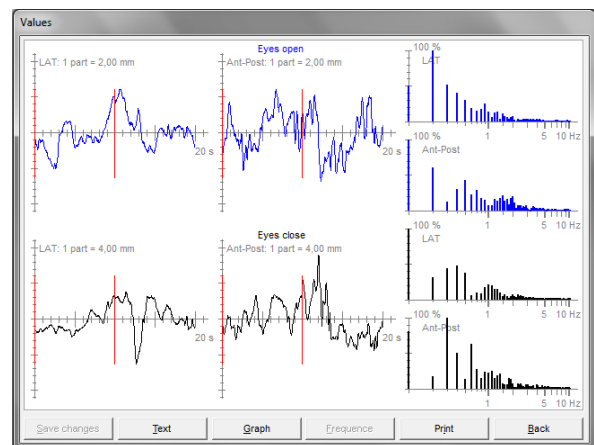 Values
Eyes open
LAT: 1 part = 2,00 mm
20 s
Ant-Post: 1 part = 2,00 mm
20 s
100 %
LAT
1 5 10 Hz
100 %
Ant-Post
1 5 10 Hz
Eyes close
LAT: 1 part = 4,00 mm
20 s
Ant-Post: 1 part = 4,00 mm
20 s
100 %
LAT
1 5 10 Hz
100 %
Ant-Post
1 5 10 Hz
Save changes Text Graph Frequence Print Back